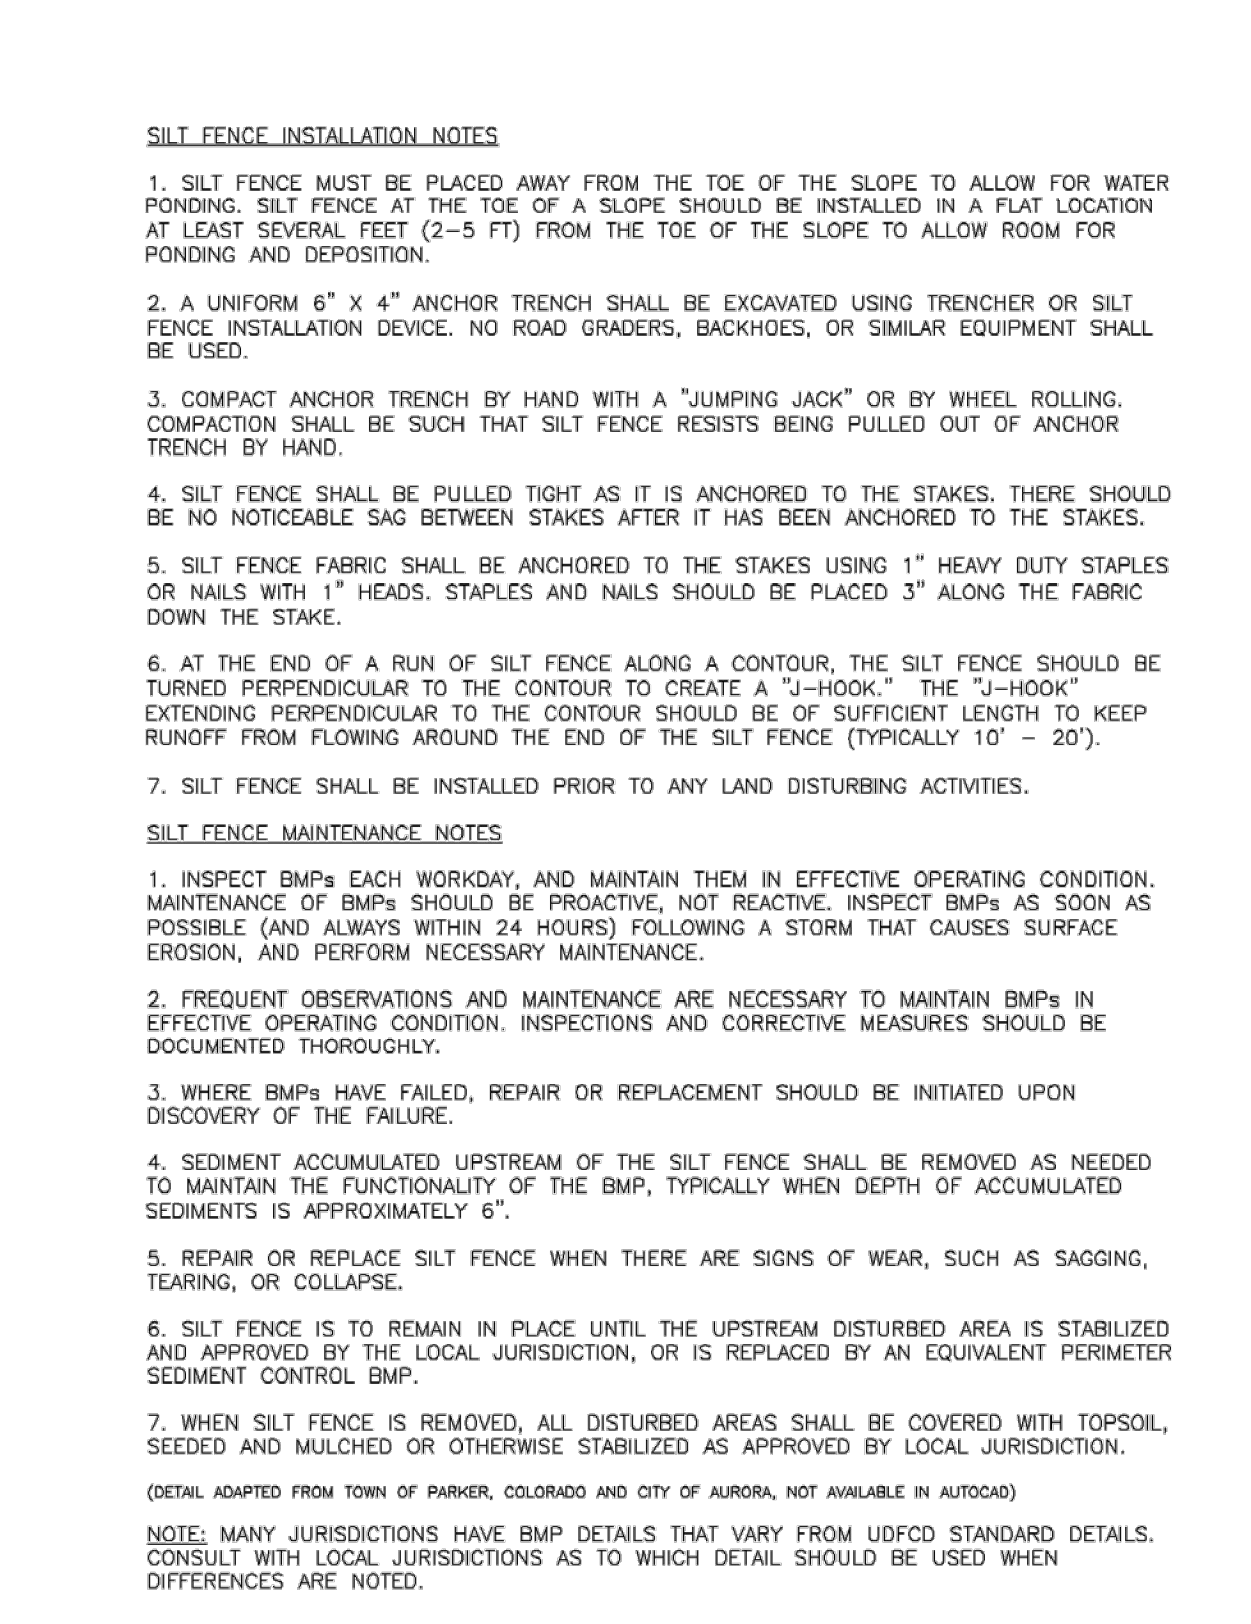 SILT FENCE INSTALLATION NOTES
1. SILT FENCE MUST BE PLACED AWAY FROM THE TOE OF THE SLOPE TO ALLOW FOR WATER
PONDING. SILT FENCE AT THE TOE OF A SLOPE SHOULD BE INSTALLED IN A FLAT LOCATION
AT LEAST SEVERAL FEET (2–5 FT) FROM THE TOE OF THE SLOPE TO ALLOW ROOM FOR
PONDING AND DEPOSITION.
2. A UNIFORM 6" X 4" ANCHOR TRENCH SHALL BE EXCAVATED USING TRENCHER OR SILT
FENCE INSTALLATION DEVICE. NO ROAD GRADERS, BACKHOES, OR SIMILAR EQUIPMENT SHALL
BE USED.
3. COMPACT ANCHOR TRENCH BY HAND WITH A "JUMPING JACK" OR BY WHEEL ROLLING.
COMPACTION SHALL BE SUCH THAT SILT FENCE RESISTS BEING PULLED OUT OF ANCHOR
TRENCH BY HAND.
4. SILT FENCE SHALL BE PULLED TIGHT AS IT IS ANCHORED TO THE STAKES. THERE SHOULD
BE NO NOTICEABLE SAG BETWEEN STAKES AFTER IT HAS BEEN ANCHORED TO THE STAKES.
5. SILT FENCE FABRIC SHALL BE ANCHORED TO THE STAKES USING 1" HEAVY DUTY STAPLES
OR NAILS WITH 1" HEADS. STAPLES AND NAILS SHOULD BE PLACED 3" ALONG THE FABRIC
DOWN THE STAKE.
6. AT THE END OF A RUN OF SILT FENCE ALONG A CONTOUR, THE SILT FENCE SHOULD BE
TURNED PERPENDICULAR TO THE CONTOUR TO CREATE A "J–HOOK." THE "J–HOOK"
EXTENDING PERPENDICULAR TO THE CONTOUR SHOULD BE OF SUFFICIENT LENGTH TO KEEP
RUNOFF FROM FLOWING AROUND THE END OF THE SILT FENCE (TYPICALLY 10' – 20').
7. SILT FENCE SHALL BE INSTALLED PRIOR TO ANY LAND DISTURBING ACTIVITIES.
SILT FENCE MAINTENANCE NOTES
1. INSPECT BMPs EACH WORKDAY, AND MAINTAIN THEM IN EFFECTIVE OPERATING CONDITION.
MAINTENANCE OF BMPs SHOULD BE PROACTIVE, NOT REACTIVE. INSPECT BMPs AS SOON AS
POSSIBLE (AND ALWAYS WITHIN 24 HOURS) FOLLOWING A STORM THAT CAUSES SURFACE
EROSION, AND PERFORM NECESSARY MAINTENANCE.
2. FREQUENT OBSERVATIONS AND MAINTENANCE ARE NECESSARY TO MAINTAIN BMPs IN
EFFECTIVE OPERATING CONDITION. INSPECTIONS AND CORRECTIVE MEASURES SHOULD BE
DOCUMENTED THOROUGHLY.
3. WHERE BMPs HAVE FAILED, REPAIR OR REPLACEMENT SHOULD BE INITIATED UPON
DISCOVERY OF THE FAILURE.
4. SEDIMENT ACCUMULATED UPSTREAM OF THE SILT FENCE SHALL BE REMOVED AS NEEDED
TO MAINTAIN THE FUNCTIONALITY OF THE BMP, TYPICALLY WHEN DEPTH OF ACCUMULATED
SEDIMENTS IS APPROXIMATELY 6".
5. REPAIR OR REPLACE SILT FENCE WHEN THERE ARE SIGNS OF WEAR, SUCH AS SAGGING,
TEARING, OR COLLAPSE.
6. SILT FENCE IS TO REMAIN IN PLACE UNTIL THE UPSTREAM DISTURBED AREA IS STABILIZED
AND APPROVED BY THE LOCAL JURISDICTION, OR IS REPLACED BY AN EQUIVALENT PERIMETER
SEDIMENT CONTROL BMP.
7. WHEN SILT FENCE IS REMOVED, ALL DISTURBED AREAS SHALL BE COVERED WITH TOPSOIL,
SEEDED AND MULCHED OR OTHERWISE STABILIZED AS APPROVED BY LOCAL JURISDICTION.
(DETAIL ADAPTED FROM TOWN OF PARKER, COLORADO AND CITY OF AURORA, NOT AVAILABLE IN AUTOCAD)
NOTE: MANY JURISDICTIONS HAVE BMP DETAILS THAT VARY FROM UDFCD STANDARD DETAILS.
CONSULT WITH LOCAL JURISDICTIONS AS TO WHICH DETAIL SHOULD BE USED WHEN
DIFFERENCES ARE NOTED.